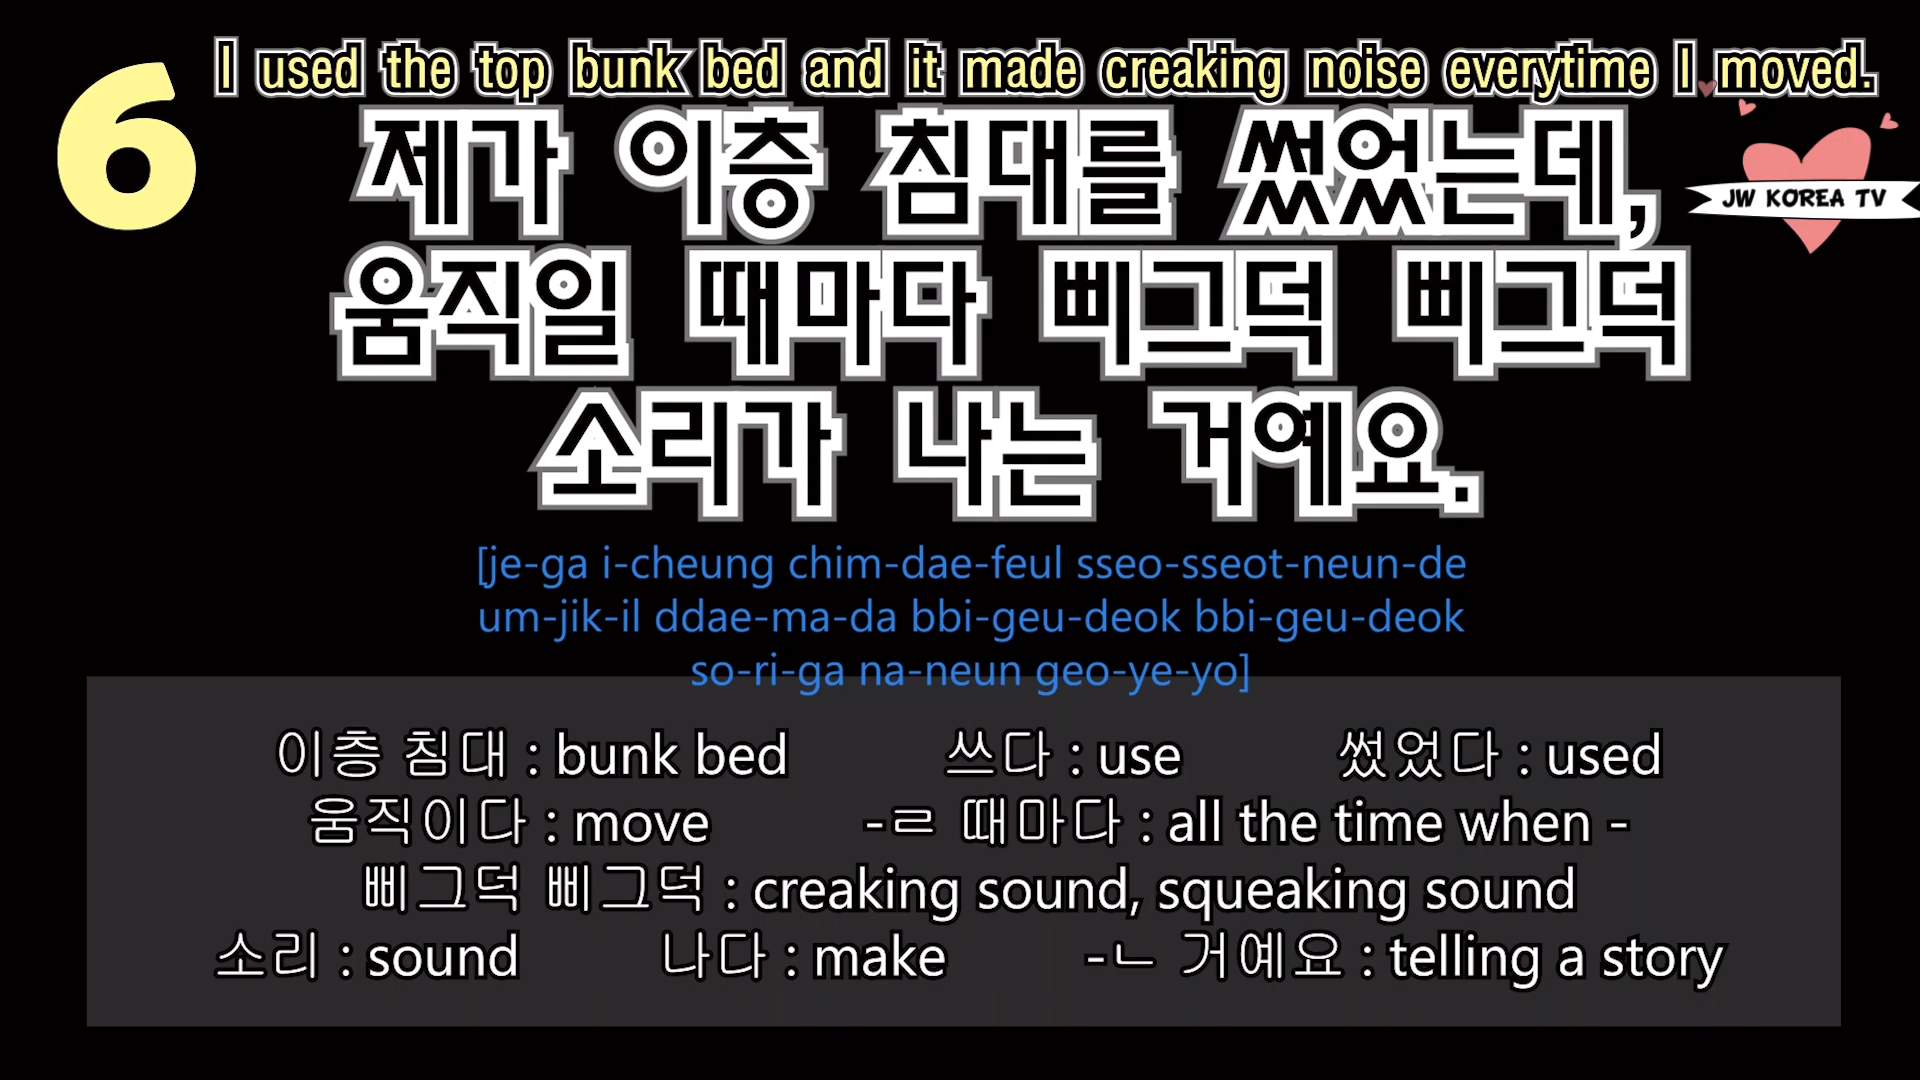 6
I used the top bunk bed and it made creaking noise everytime I moved.
제가 이층 침대를 썼었는데,
움직일 때마다 삐그덕 삐그덕
소리가 나는 거예요.
JW KOREA TV
[je-ga i-cheung chim-dae-feul sseo-sseot-neun-de
um-jik-il ddae-ma-da bbi-geu-deok bbi-geu-deok
so-ri-ga na-neun geo-ye-yo]
이층 침대 : bunk bed 쓰다 : use 썼었다 : used
움직이다 : move -ㄹ 때마다 : all the time when -
삐그덕 삐그덕 : creaking sound, squeaking sound
소리 : sound 나다 : make -ㄴ 거예요 : telling a story